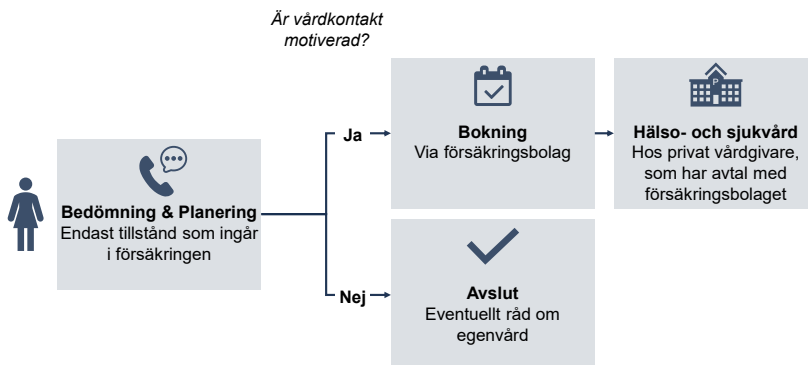 Är vårdkontakt
motiverad?
Bedömning & Planering
Endast tillstånd som ingår
i försäkringen
Ja
Bokning
Via försäkringsbolag
P
Hälso- och sjukvård
Hos privat vårdgivare,
som har avtal med
försäkringsbolaget
Nej
Avslut
Eventuellt råd om
egenvård